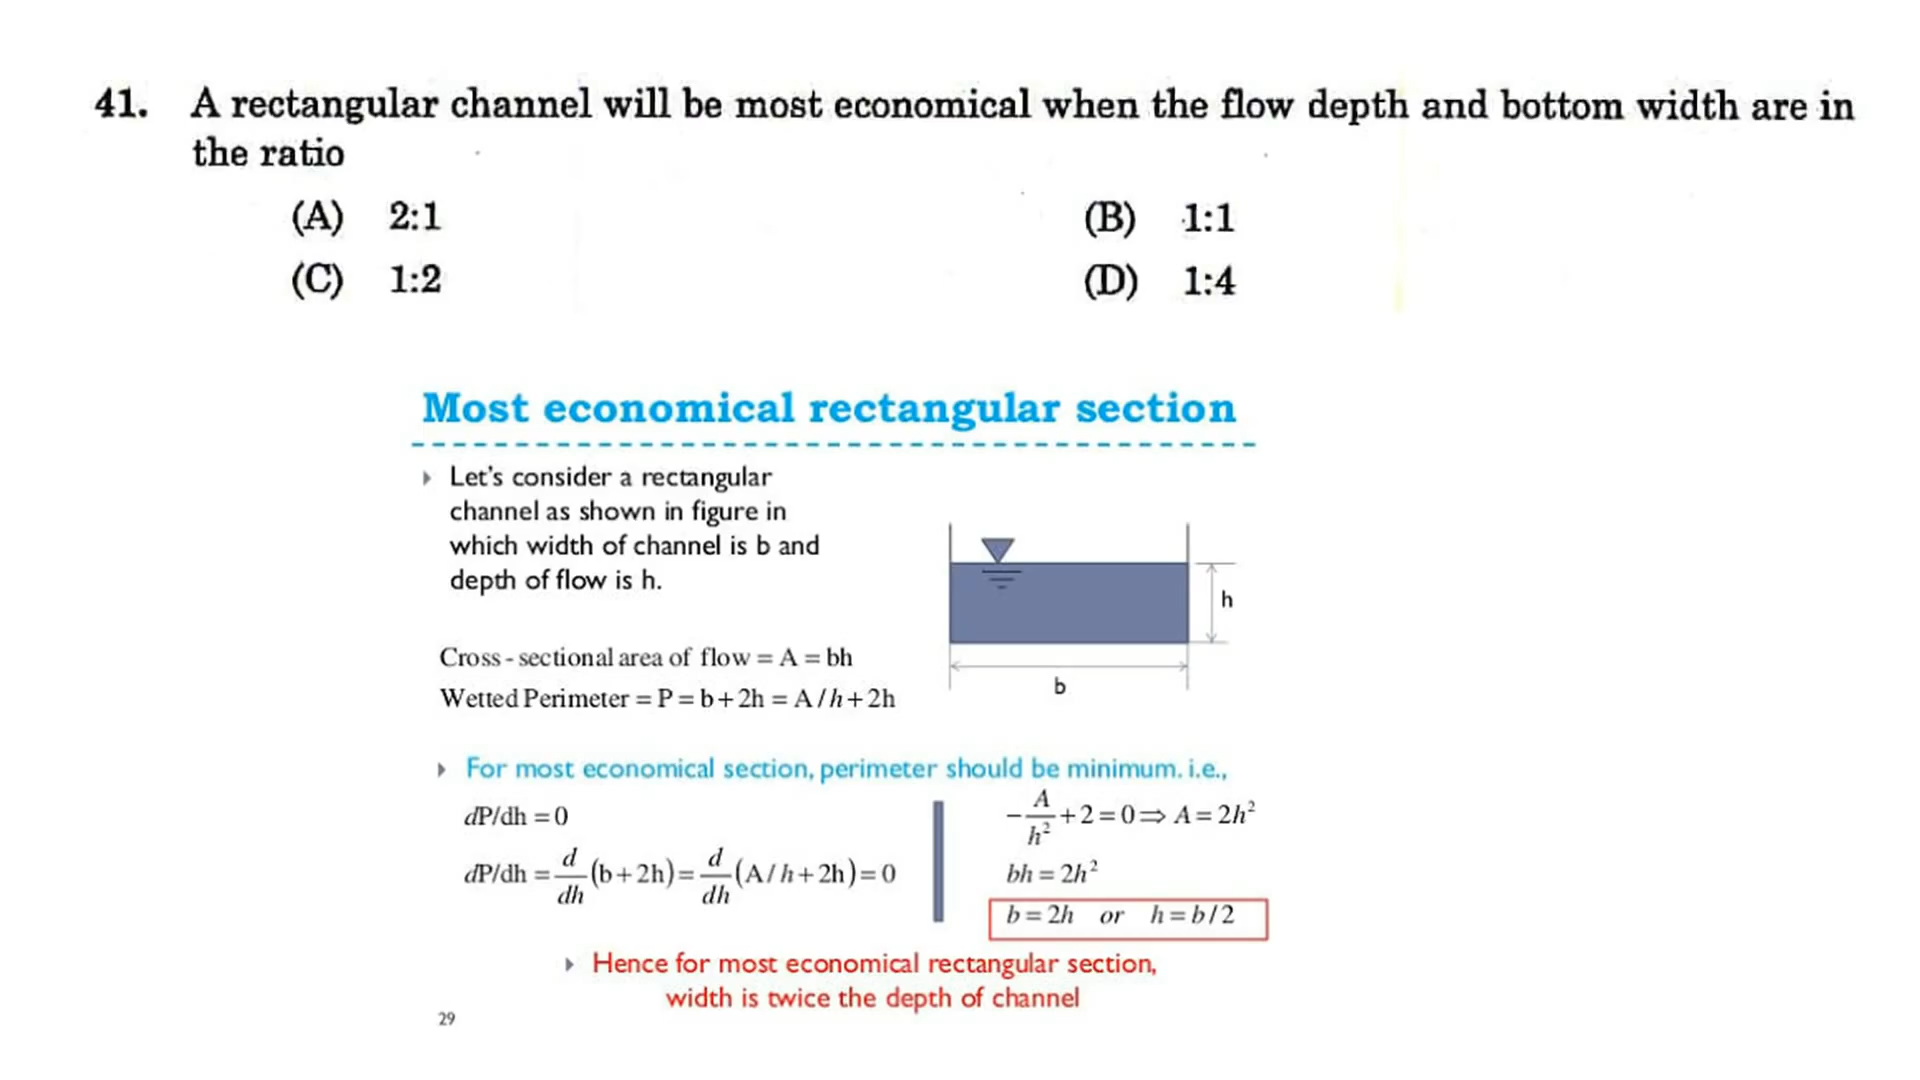 41. A rectangular channel will be most economical when the flow depth and bottom width are in
the ratio
(A) 2:1
(B) 1:1
(C) 1:2
(D) 1:4
Most economical rectangular section
Let's consider a rectangular
channel as shown in figure in
which width of channel is b and
depth of flow is h.
h
b
Cross-sectional area of flow = A = bh
Wetted Perimeter = P = b+2h = A/h+2h
For most economical section, perimeter should be minimum. i.e.,
dP/dh = 0
dP/dh = d/dh (b+2h) = d/dh (A/h+2h) = 0
-A/h² + 2 = 0 ⇒ A = 2h²
bh = 2h²
b = 2h or h = b/2
Hence for most economical rectangular section,
width is twice the depth of channel
29